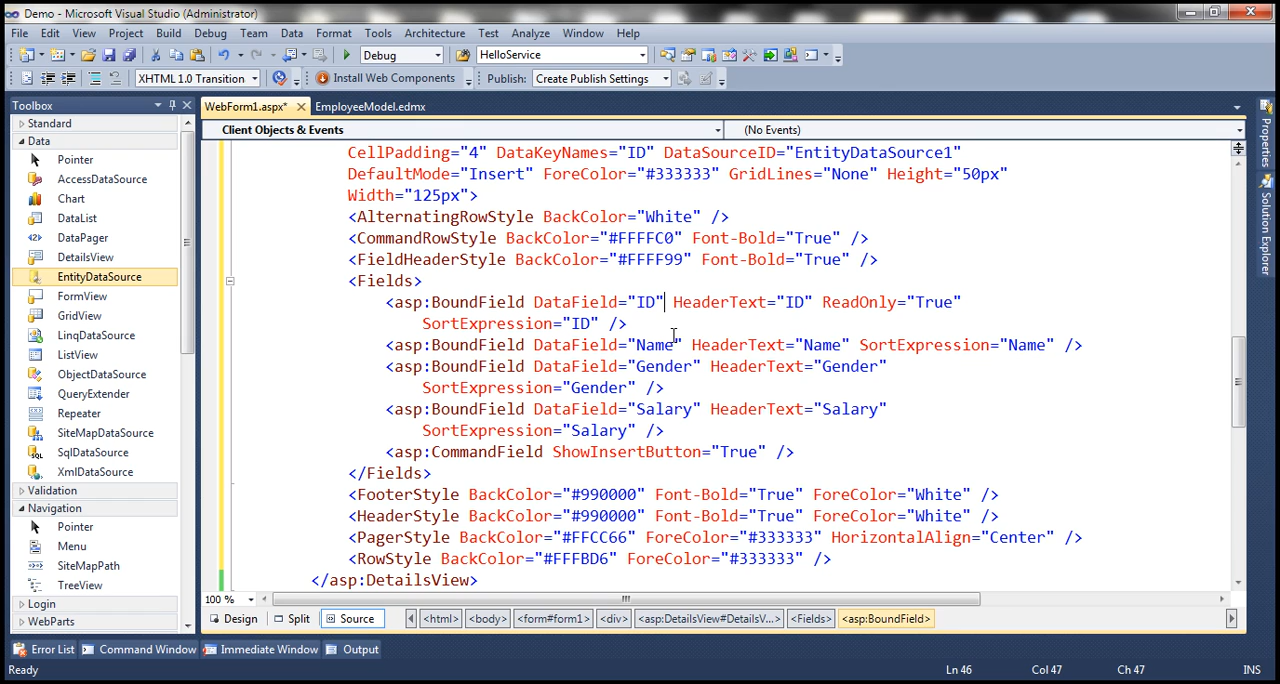 Demo - Microsoft Visual Studio (Administrator)
File Edit View Project Build Debug Team Data Format Tools Architecture Test Analyze Window Help
Debug HelloService
XHTML 1.0 Transition Install Web Components Publish: Create Publish Settings
Toolbox
WebForm1.aspx* EmployeeModel.edmx
Client Objects & Events (No Events)
Standard
Data
Pointer
AccessDataSource
Chart
DataList
DataPager
DetailsView
EntityDataSource
FormView
GridView
LinqDataSource
ListView
ObjectDataSource
QueryExtender
Repeater
SiteMapDataSource
SqlDataSource
XmlDataSource
Validation
Navigation
Pointer
Menu
SiteMapPath
TreeView
Login
WebParts
CellPadding="4" DataKeyNames="ID" DataSourceID="EntityDataSource1"
DefaultMode="Insert" ForeColor="#333333" GridLines="None" Height="50px"
Width="125px">
<AlternatingRowStyle BackColor="White" />
<CommandRowStyle BackColor="#FFFFC0" Font-Bold="True" />
<FieldHeaderStyle BackColor="#FFFF99" Font-Bold="True" />
<Fields>
<asp:BoundField DataField="ID" HeaderText="ID" ReadOnly="True"
SortExpression="ID" />
<asp:BoundField DataField="Name" HeaderText="Name" SortExpression="Name" />
<asp:BoundField DataField="Gender" HeaderText="Gender"
SortExpression="Gender" />
<asp:BoundField DataField="Salary" HeaderText="Salary"
SortExpression="Salary" />
<asp:CommandField ShowInsertButton="True" />
</Fields>
<FooterStyle BackColor="#990000" Font-Bold="True" ForeColor="White" />
<HeaderStyle BackColor="#990000" Font-Bold="True" ForeColor="White" />
<PagerStyle BackColor="#FFCC66" ForeColor="#333333" HorizontalAlign="Center" />
<RowStyle BackColor="#FFFBD6" ForeColor="#333333" />
</asp:DetailsView>
Properties
Solution Explorer
100 %
Design Split Source <html> <body> <form#form1> <div> <asp:DetailsView#DetailsV...> <Fields> <asp:BoundField>
Error List Command Window Immediate Window Output
Ready Ln 46 Col 47 Ch 47 INS